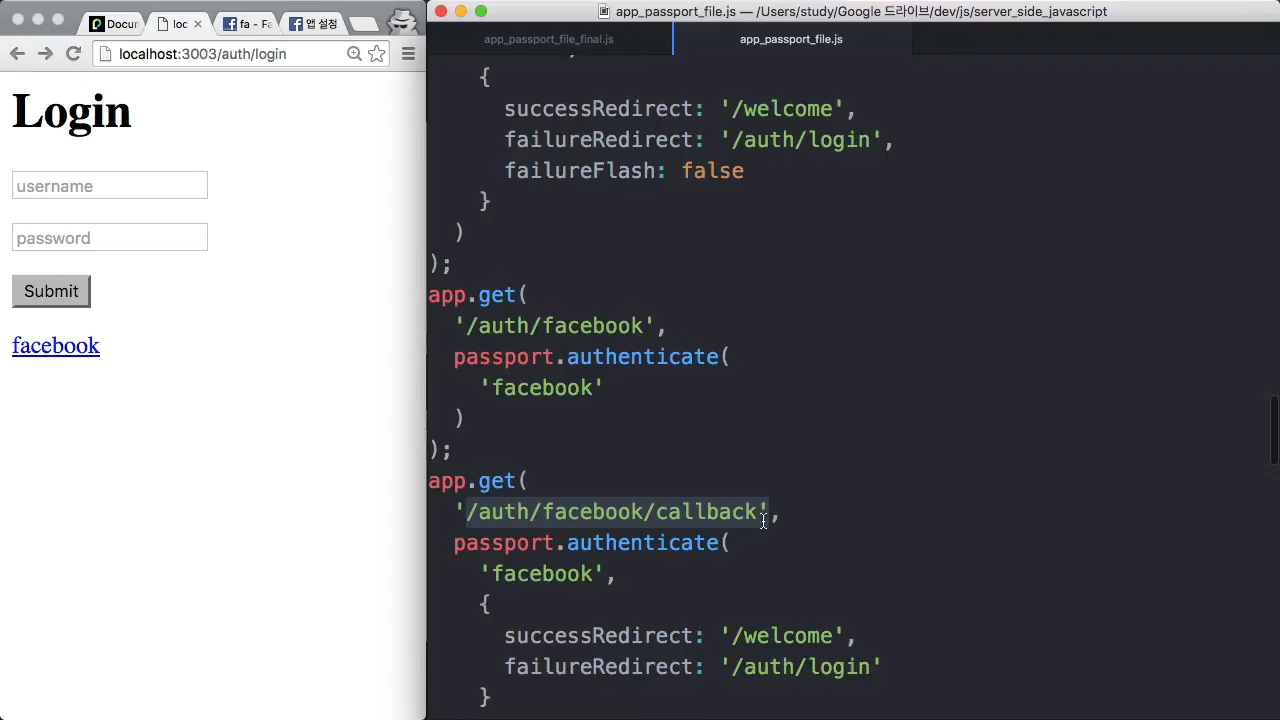 Docur
loc
fa - Fa
앱 설정
localhost:3003/auth/login
Login
username
password
Submit
facebook
app_passport_file.js — /Users/study/Google 드라이브/dev/js/server_side_javascript
app_passport_file_final.js
app_passport_file.js
{
successRedirect: '/welcome',
failureRedirect: '/auth/login',
failureFlash: false
}
)
);
app.get(
'/auth/facebook',
passport.authenticate(
'facebook'
)
);
app.get(
'/auth/facebook/callback',
passport.authenticate(
'facebook',
{
successRedirect: '/welcome',
failureRedirect: '/auth/login'
}